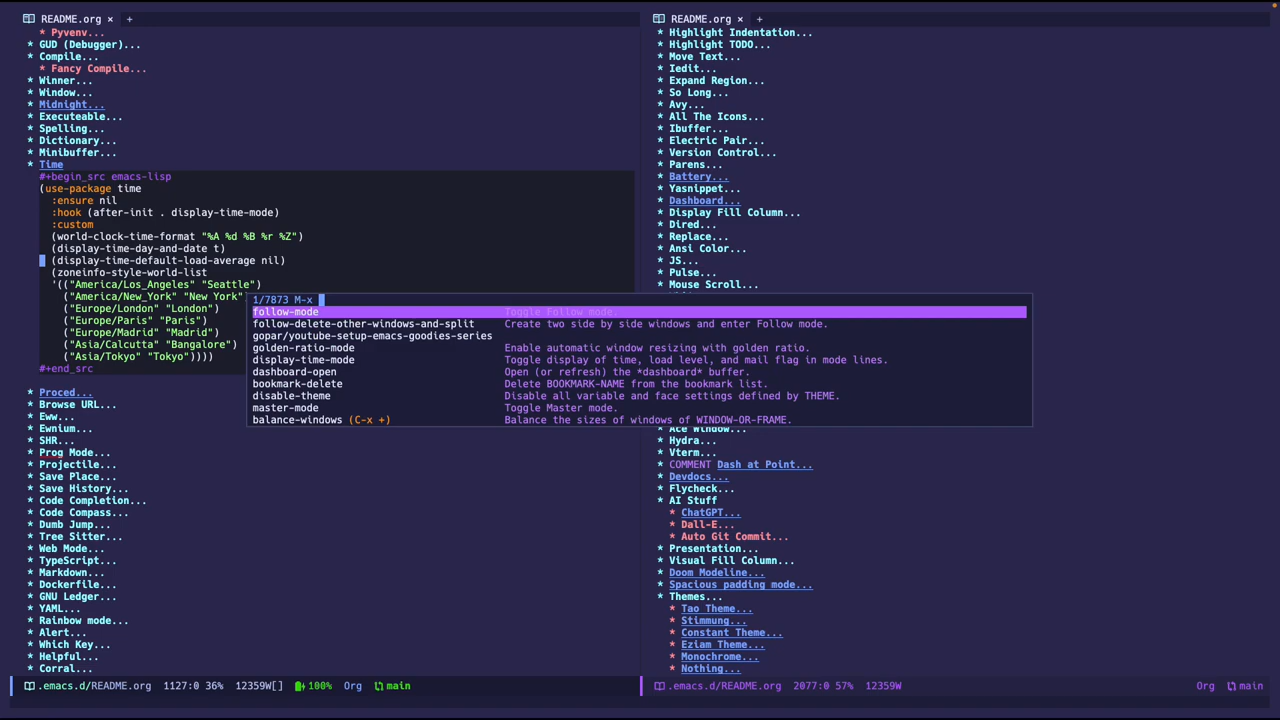 README.org × +
* Pyvenv...
* GUD (Debugger)...
* Compile...
* Fancy Compile...
* Winner...
* Window...
* Midnight...
* Executeable...
* Spelling...
* Dictionary...
* Minibuffer...
* Time
#+begin_src emacs-lisp
(use-package time
:ensure nil
:hook (after-init . display-time-mode)
:custom
(world-clock-time-format "%A %d %B %r %Z")
(display-time-day-and-date t)
(display-time-default-load-average nil)
(zoneinfo-style-world-list
'(("America/Los_Angeles" "Seattle")
("America/New_York" "New York"
("Europe/London" "London")
("Europe/Paris" "Paris")
("Europe/Madrid" "Madrid")
("Asia/Calcutta" "Bangalore")
("Asia/Tokyo" "Tokyo"))))
#+end_src
* Proced...
* Browse URL...
* Eww...
* Ewnium...
* SHR...
* Prog Mode...
* Projectile...
* Save Place...
* Save History...
* Code Completion...
* Code Compass...
* Dumb Jump...
* Tree Sitter...
* Web Mode...
* TypeScript...
* Markdown...
* Dockerfile...
* GNU Ledger...
* YAML...
* Rainbow mode...
* Alert...
* Which Key...
* Helpful...
* Corral...
.emacs.d/README.org 1127:0 36% 12359W[] 100% Org main
1/7873 M-x
follow-mode Toggle Follow mode.
follow-delete-other-windows-and-split Create two side by side windows and enter Follow mode.
gopar/youtube-setup-emacs-goodies-series
golden-ratio-mode Enable automatic window resizing with golden ratio.
display-time-mode Toggle display of time, load level, and mail flag in mode lines.
dashboard-open Open (or refresh) the *dashboard* buffer.
bookmark-delete Delete BOOKMARK-NAME from the bookmark list.
disable-theme Disable all variable and face settings defined by THEME.
master-mode Toggle Master mode.
balance-windows (C-x +) Balance the sizes of windows of WINDOW-OR-FRAME.
README.org × +
* Highlight Indentation...
* Highlight TODO...
* Move Text...
* Iedit...
* Expand Region...
* So Long...
* Avy...
* All The Icons...
* Ibuffer...
* Electric Pair...
* Version Control...
* Parens...
* Battery...
* Yasnippet...
* Dashboard...
* Display Fill Column...
* Dired...
* Replace...
* Ansi Color...
* JS...
* Pulse...
* Mouse Scroll...
* Ace Window...
* Hydra...
* Vterm...
* COMMENT Dash at Point...
* Devdocs...
* Flycheck...
* AI Stuff
* ChatGPT...
* Dall-E...
* Auto Git Commit...
* Presentation...
* Visual Fill Column...
* Doom Modeline...
* Spacious padding mode...
* Themes...
* Tao Theme...
* Stimmung...
* Constant Theme...
* Eziam Theme...
* Monochrome...
* Nothing...
.emacs.d/README.org 2077:0 57% 12359W Org main